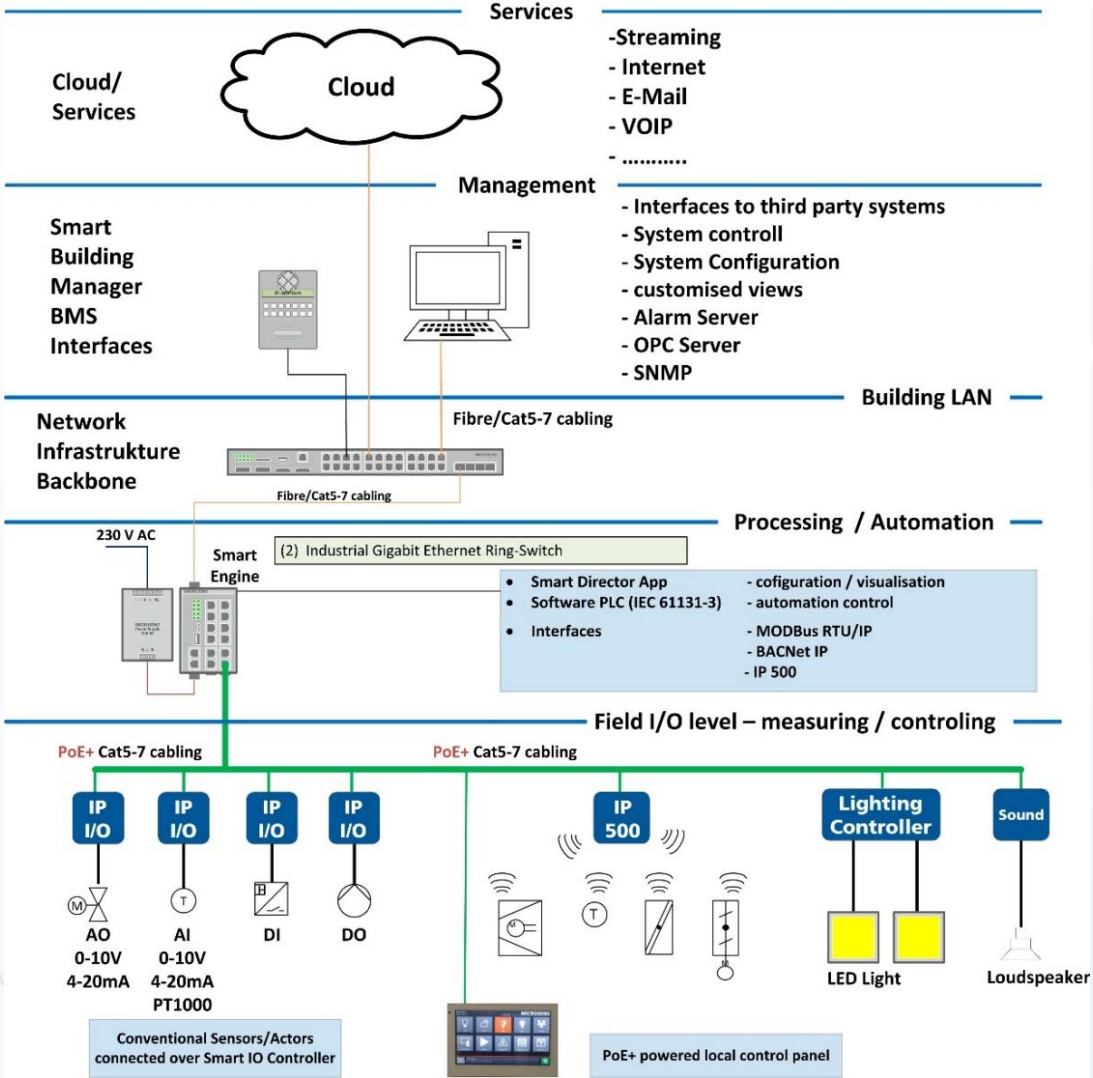 Services
Cloud/
Services
Cloud
-Streaming
- Internet
- E-Mail
- VOIP
- ...........
Management
Smart
Building
Manager
BMS
Interfaces
- Interfaces to third party systems
- System controll
- System Configuration
- customised views
- Alarm Server
- OPC Server
- SNMP
Building LAN
Network
Infrastrukture
Backbone
Fibre/Cat5-7 cabling
Fibre/Cat5-7 cabling
Processing / Automation
230 V AC
Smart
Engine
(2) Industrial Gigabit Ethernet Ring-Switch
• Smart Director App - cofiguration / visualisation
• Software PLC (IEC 61131-3) - automation control
• Interfaces - MODBus RTU/IP
- BACNet IP
- IP 500
Field I/O level – measuring / controling
PoE+ Cat5-7 cabling
PoE+ Cat5-7 cabling
IP
I/O
IP
I/O
IP
I/O
IP
I/O
IP
500
Lighting
Controller
Sound
M
T
M
T
M
AO
0-10V
4-20mA
AI
0-10V
4-20mA
PT1000
DI
DO
LED Light
Loudspeaker
Conventional Sensors/Actors
connected over Smart IO Controller
PoE+ powered local control panel